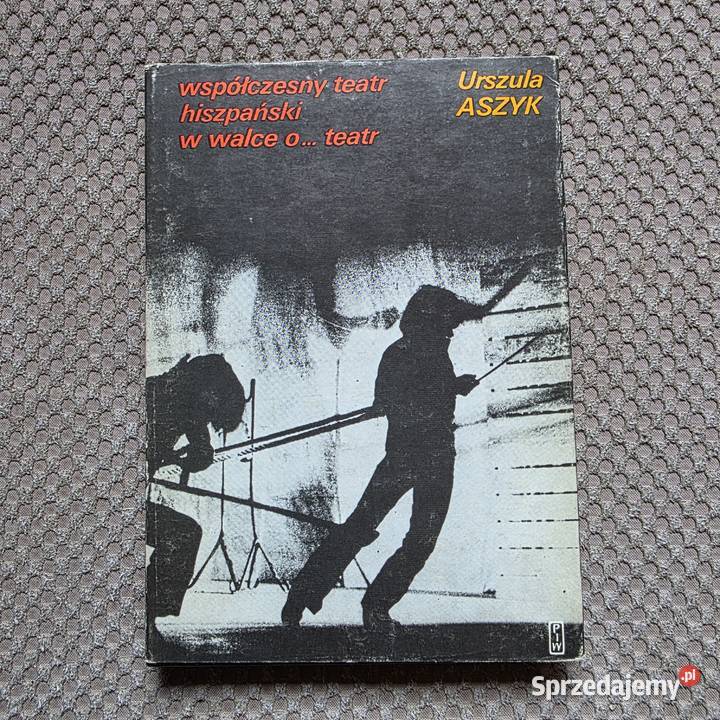 współczesny teatr
hiszpański
w walce o... teatr
Urszula
ASZYK
PIW
Sprzedajemy.pl